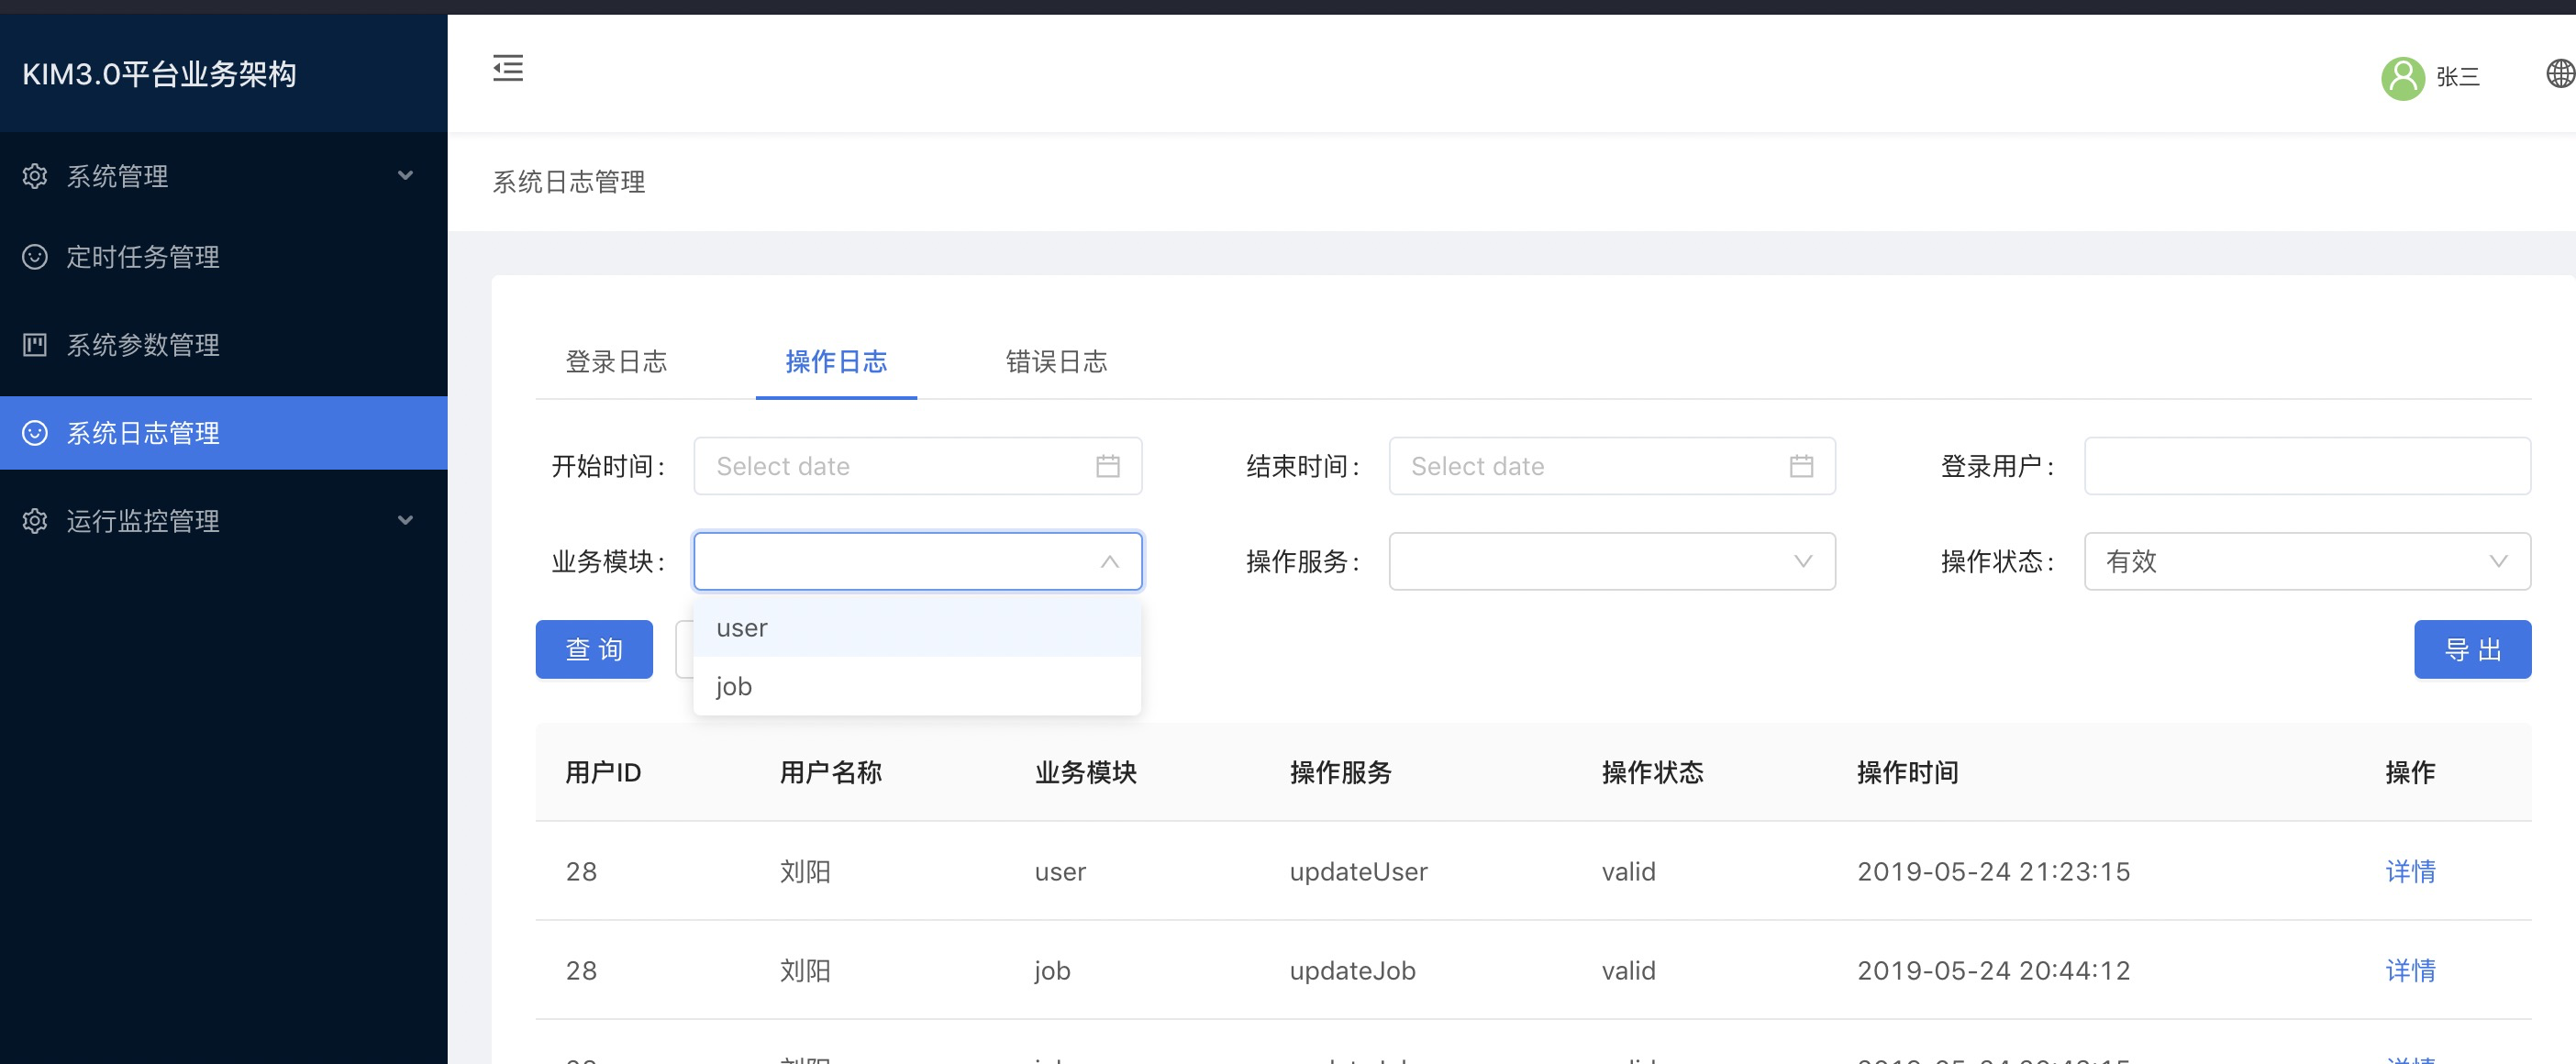 KIM3.0平台业务架构
张三
系统管理
定时任务管理
系统参数管理
系统日志管理
运行监控管理
系统日志管理
登录日志 操作日志 错误日志
开始时间: Select date 结束时间: Select date 登录用户:
业务模块: 操作服务: 操作状态: 有效
user
job
查 询 导 出
用户ID 用户名称 业务模块 操作服务 操作状态 操作时间 操作
28 刘阳 user updateUser valid 2019-05-24 21:23:15 详情
28 刘阳 job updateJob valid 2019-05-24 20:44:12 详情